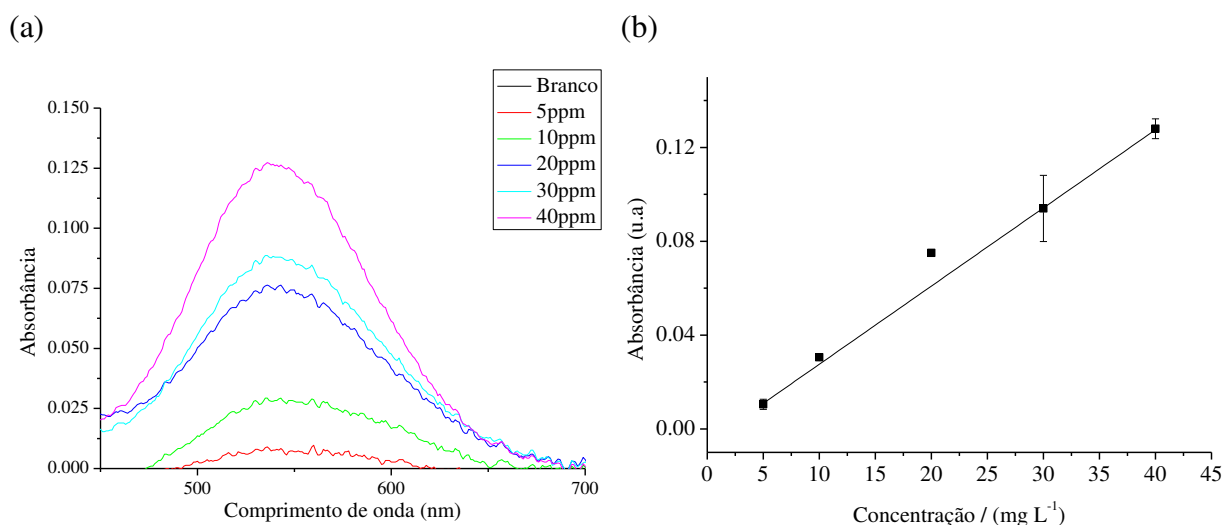 (a)
Branco
5ppm
10ppm
20ppm
30ppm
40ppm
0.150
0.125
0.100
0.075
0.050
0.025
0.000
Absorbância
500
600
700
Comprimento de onda (nm)
(b)
0.12
0.08
0.04
0.00
Absorbância (u.a)
0 5 10 15 20 25 30 35 40 45
Concentração / (mg L⁻¹)